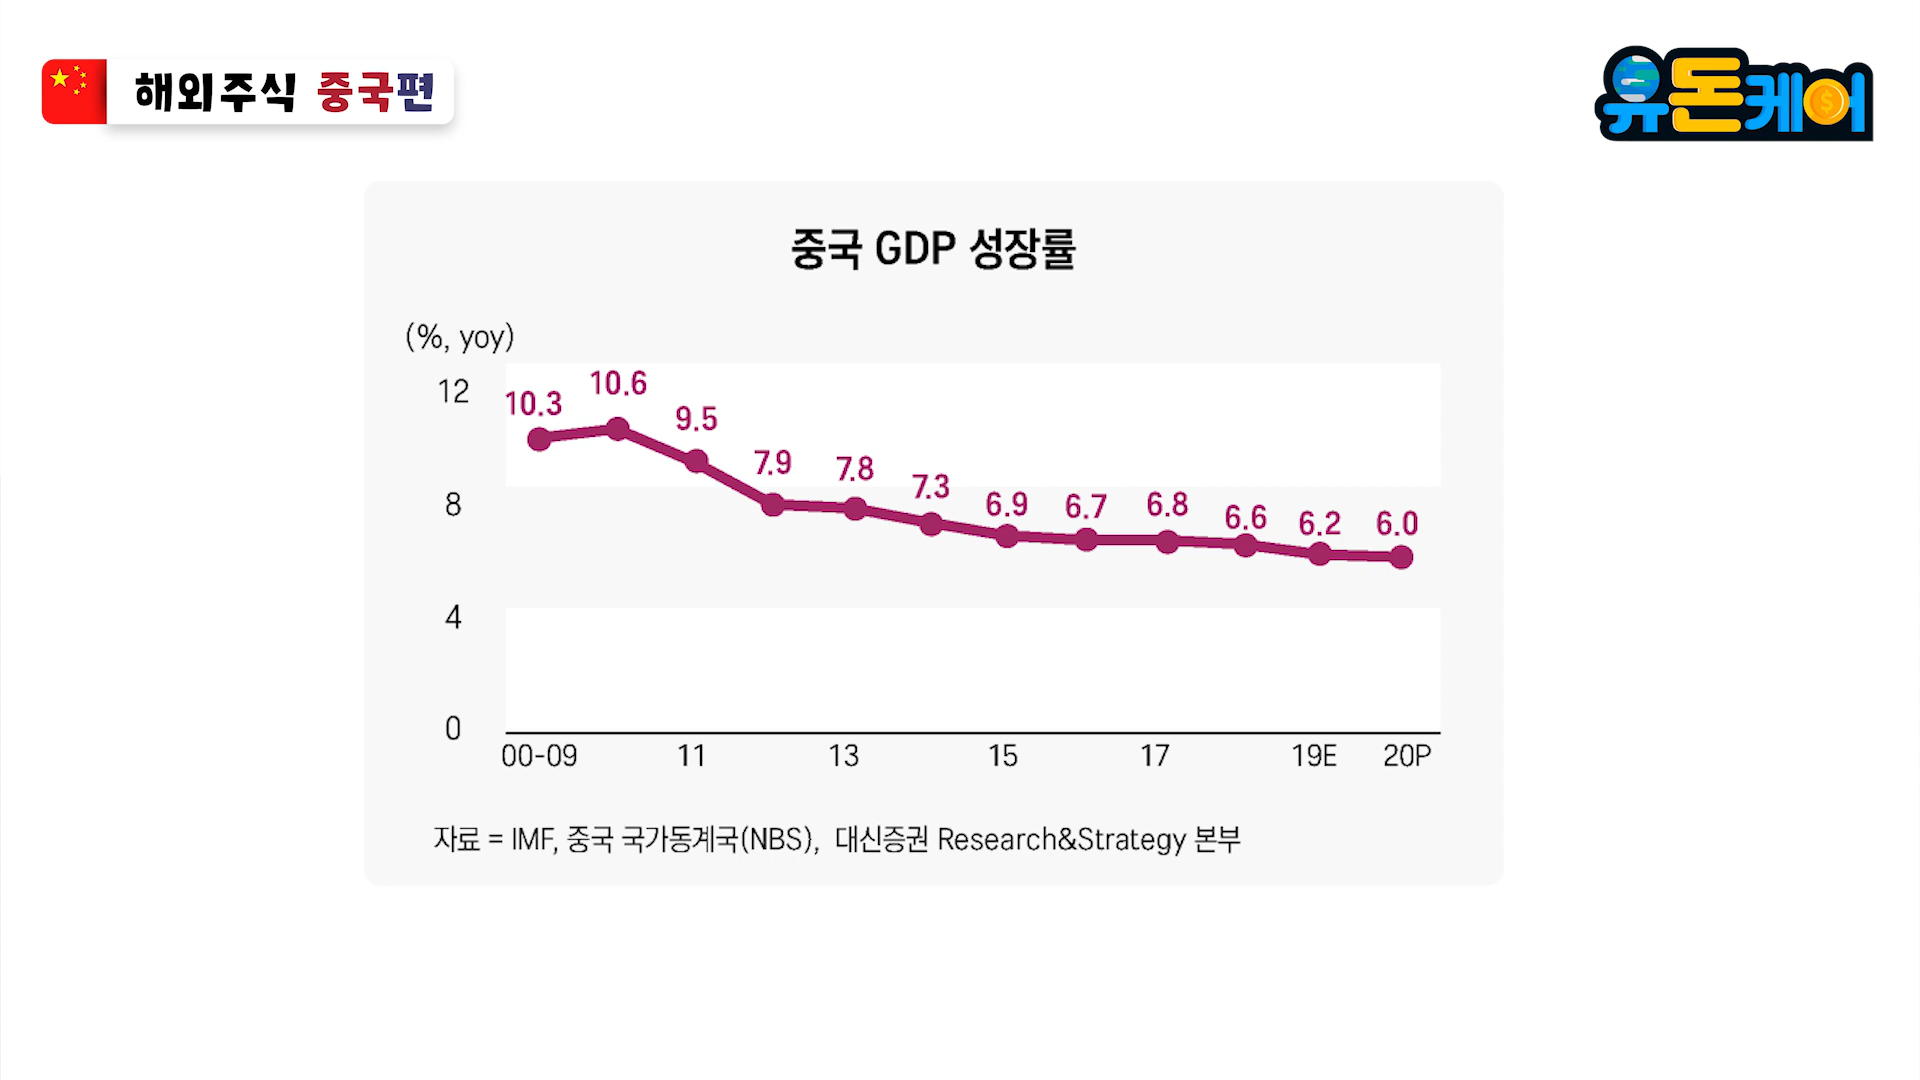 해외주식 중국편
유돈케어
중국 GDP 성장률
(%, yoy)
12
8
4
0
10.3
10.6
9.5
7.9
7.8
7.3
6.9
6.7
6.8
6.6
6.2
6.0
00-09 11 13 15 17 19E 20P
자료 = IMF, 중국 국가통계국(NBS), 대신증권 Research&Strategy 본부